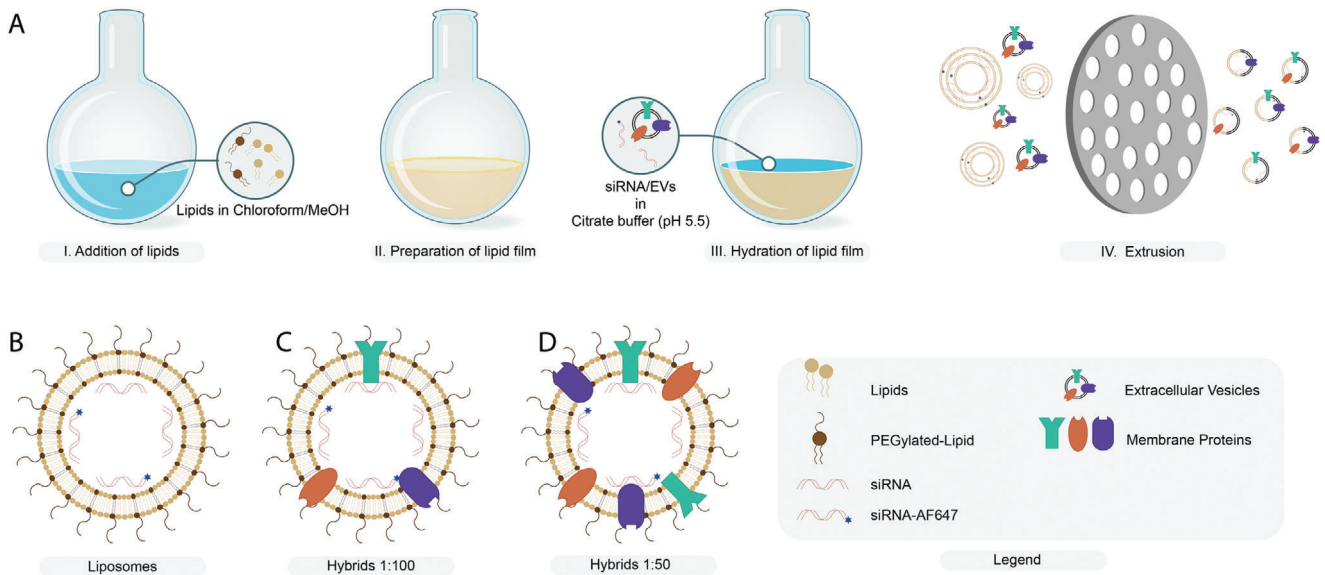 A
Lipids in Chloroform/MeOH
siRNA/EVs
in
Citrate buffer (pH 5.5)
I. Addition of lipids
II. Preparation of lipid film
III. Hydration of lipid film
IV. Extrusion
B
C
D
Lipids
Extracellular Vesicles
PEGylated-Lipid
Membrane Proteins
siRNA
siRNA-AF647
Liposomes
Hybrids 1:100
Hybrids 1:50
Legend